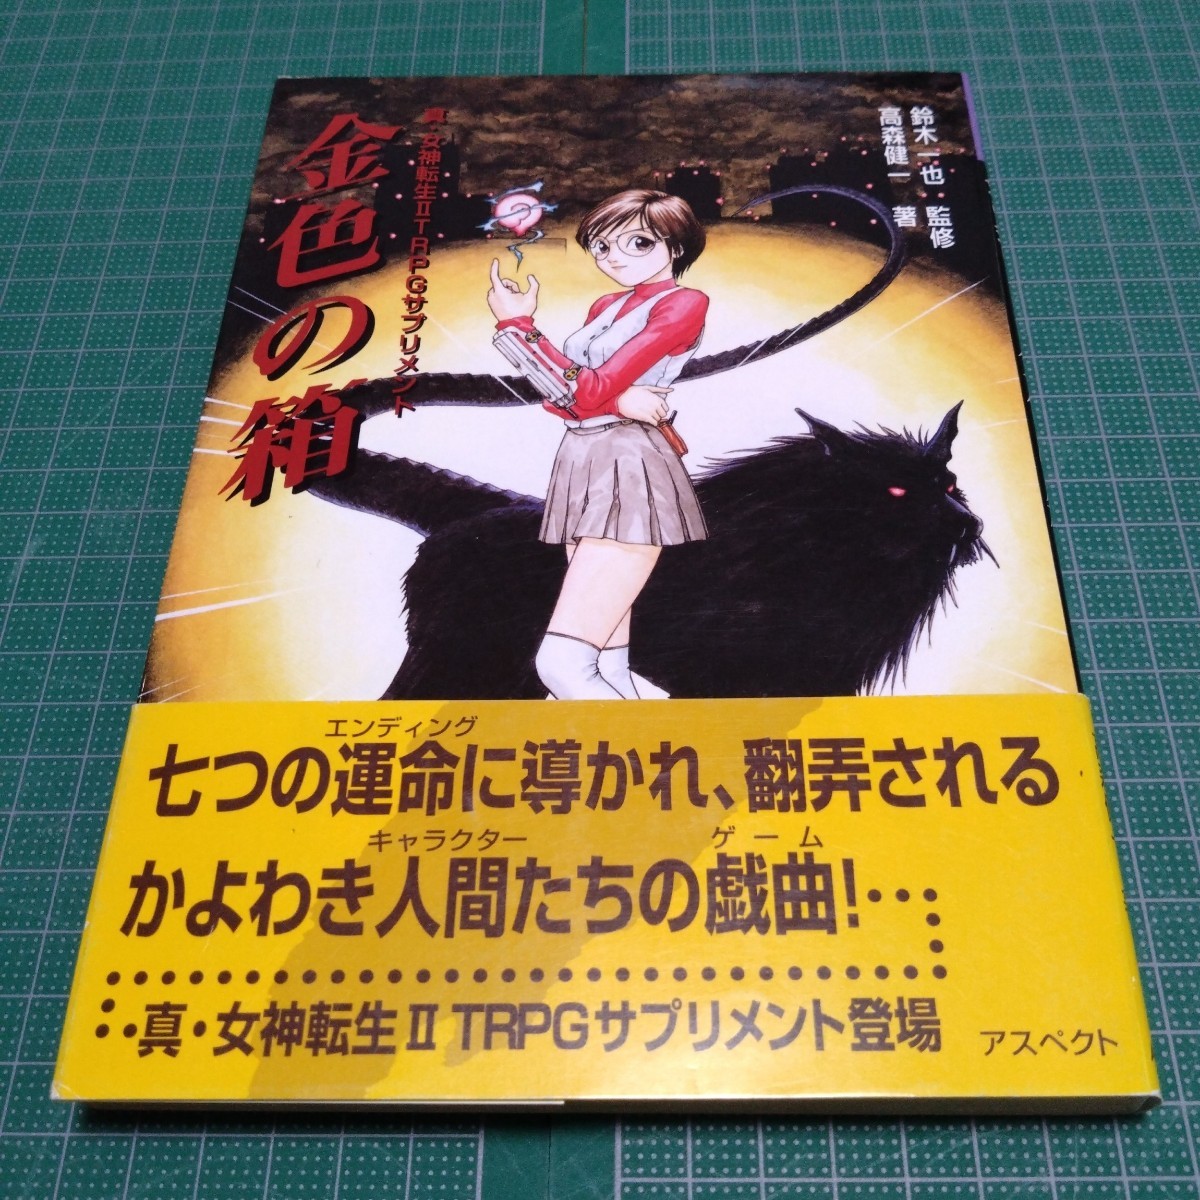 鈴木一也 監修
高森健一 著
真・女神転生ⅡTRPGサプリメント
金色の箱
エンディング
七つの運命に導かれ、翻弄される
キャラクター ゲーム
かよわき人間たちの戯曲!…
真・女神転生ⅡTRPGサプリメント登場
アスペクト